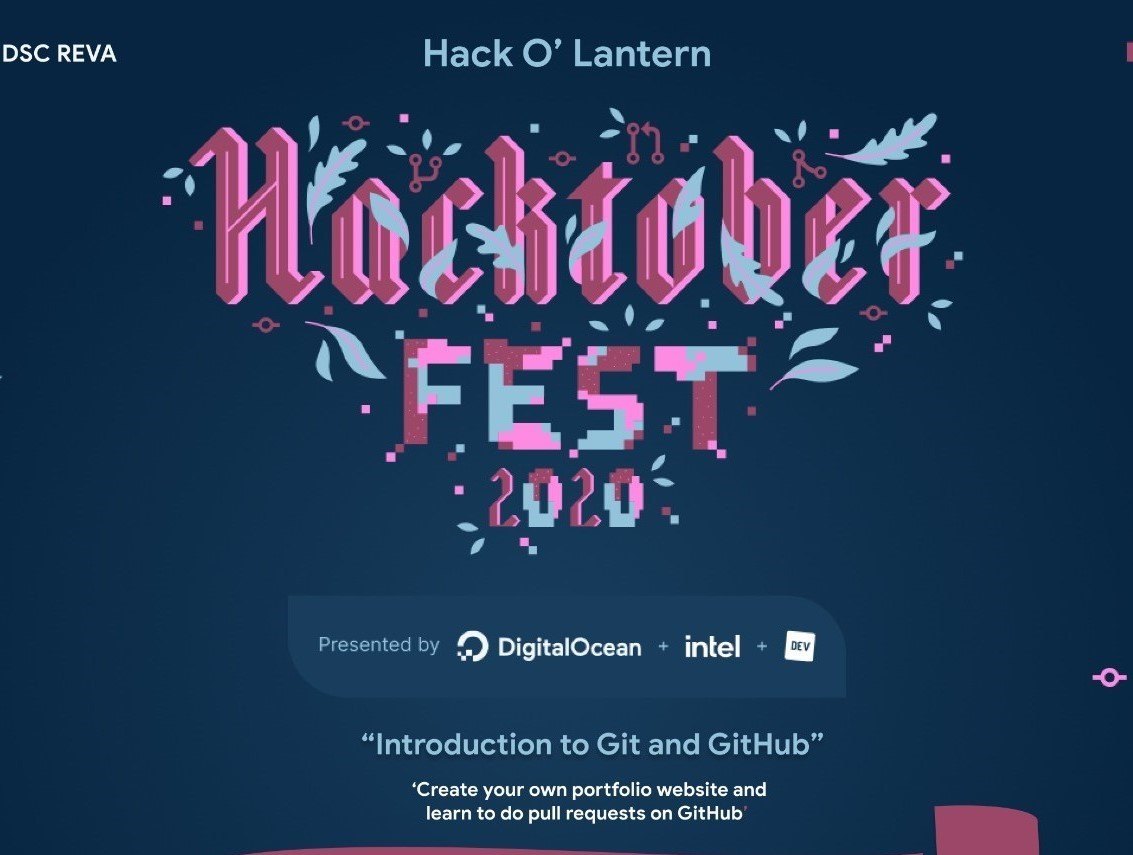 DSC REVA
Hack O’ Lantern
Hacktober
FEST
2020
Presented by DigitalOcean + intel + DEV
“Introduction to Git and GitHub”
‘Create your own portfolio website and
learn to do pull requests on GitHub’